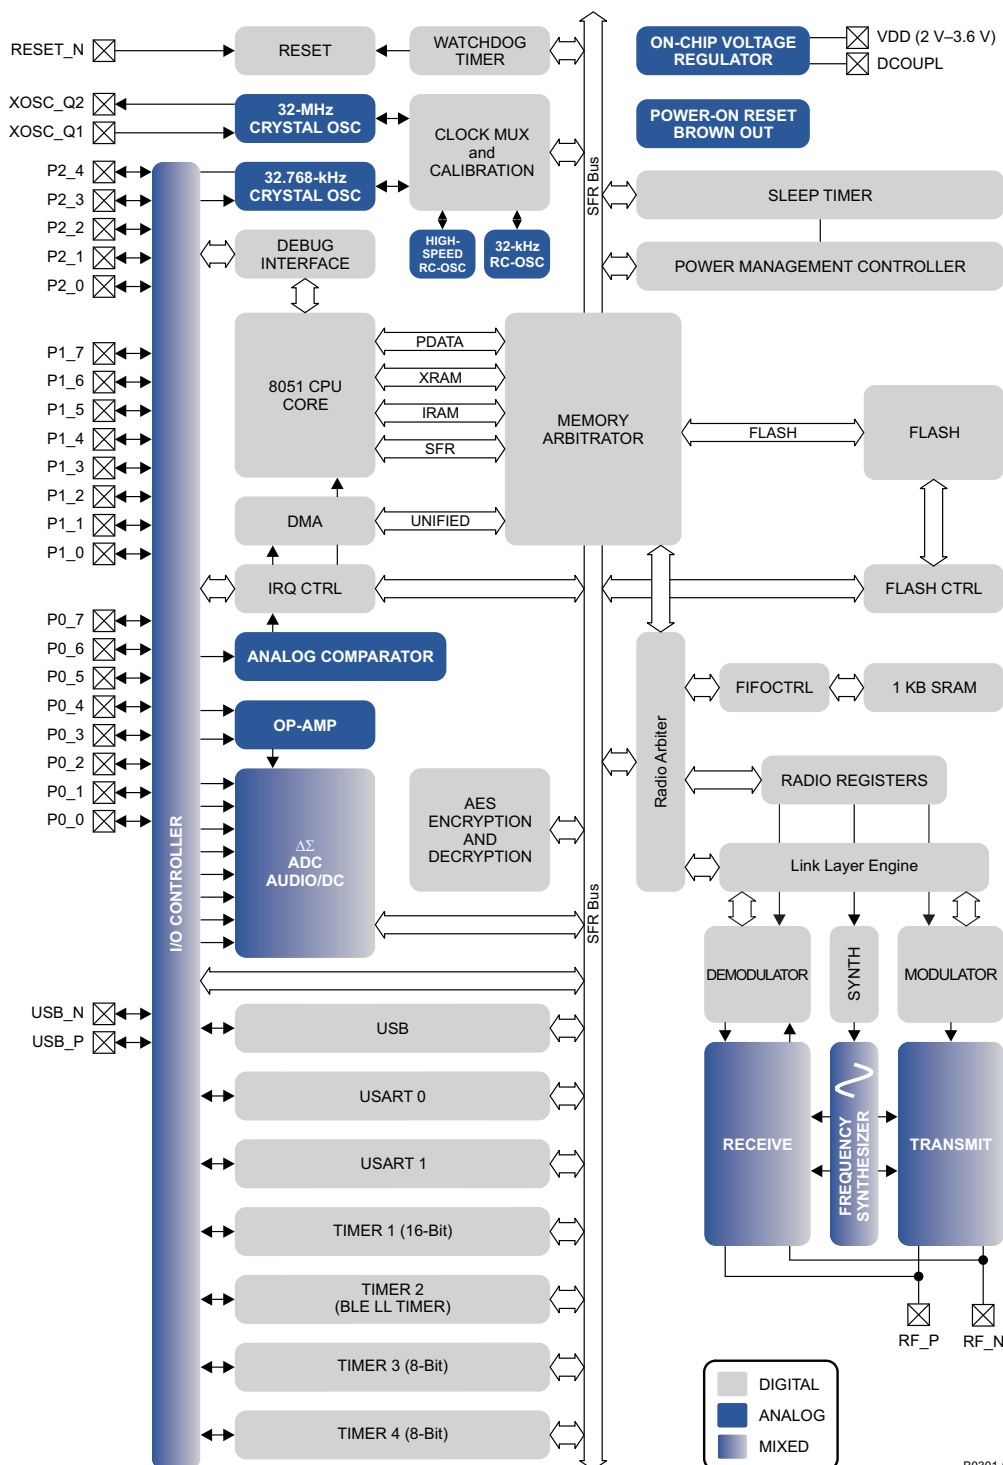 RESET_N
RESET
WATCHDOG
TIMER
ON-CHIP VOLTAGE
REGULATOR
VDD (2 V–3.6 V)
DCOUPL
XOSC_Q2
XOSC_Q1
32-MHz
CRYSTAL OSC
CLOCK MUX
and
CALIBRATION
POWER-ON RESET
BROWN OUT
SFR Bus
P2_4
P2_3
P2_2
P2_1
P2_0
32.768-kHz
CRYSTAL OSC
SLEEP TIMER
HIGH-
SPEED
RC-OSC
32-kHz
RC-OSC
DEBUG
INTERFACE
POWER MANAGEMENT CONTROLLER
P1_7
P1_6
P1_5
P1_4
P1_3
P1_2
P1_1
P1_0
8051 CPU
CORE
PDATA
XRAM
IRAM
SFR
MEMORY
ARBITRATOR
FLASH
FLASH
DMA
UNIFIED
IRQ CTRL
FLASH CTRL
P0_7
P0_6
P0_5
P0_4
P0_3
P0_2
P0_1
P0_0
ANALOG COMPARATOR
OP-AMP
FIFOCTRL
1 KB SRAM
Radio Arbiter
RADIO REGISTERS
ΔΣ
ADC
AUDIO/DC
AES
ENCRYPTION
AND
DECRYPTION
Link Layer Engine
I/O CONTROLLER
SFR Bus
DEMODULATOR
SYNTH
MODULATOR
USB_N
USB_P
USB
USART 0
USART 1
TIMER 1 (16-Bit)
TIMER 2
(BLE LL TIMER)
TIMER 3 (8-Bit)
TIMER 4 (8-Bit)
RECEIVE
FREQUENCY
SYNTHESIZER
TRANSMIT
RF_P
RF_N
DIGITAL
ANALOG
MIXED